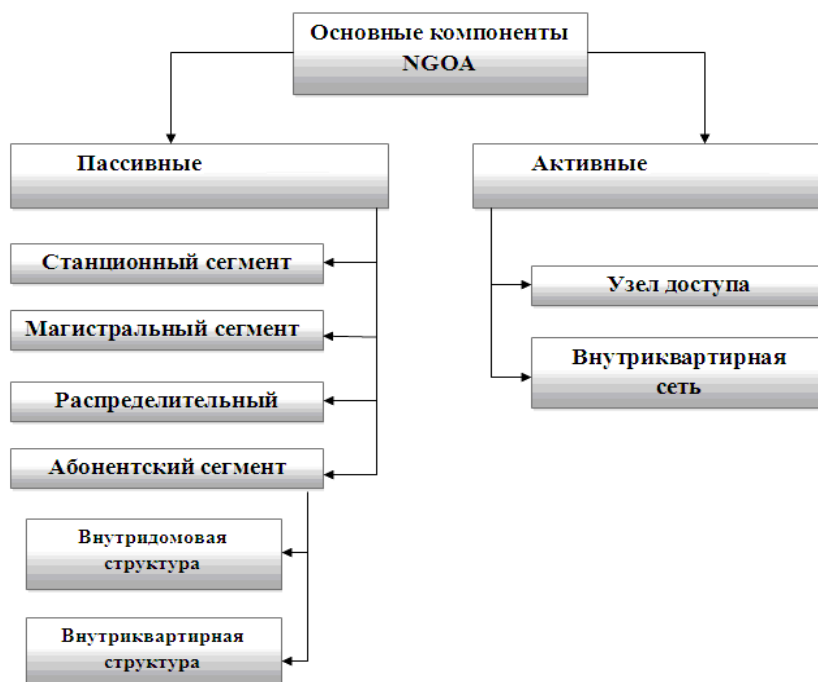 Основные компоненты
NGOA
Пассивные
Активные
Станционный сегмент
Магистральный сегмент
Распределительный
Абонентский сегмент
Внутридомовая
структура
Внутриквартирная
структура
Узел доступа
Внутриквартирная
сеть